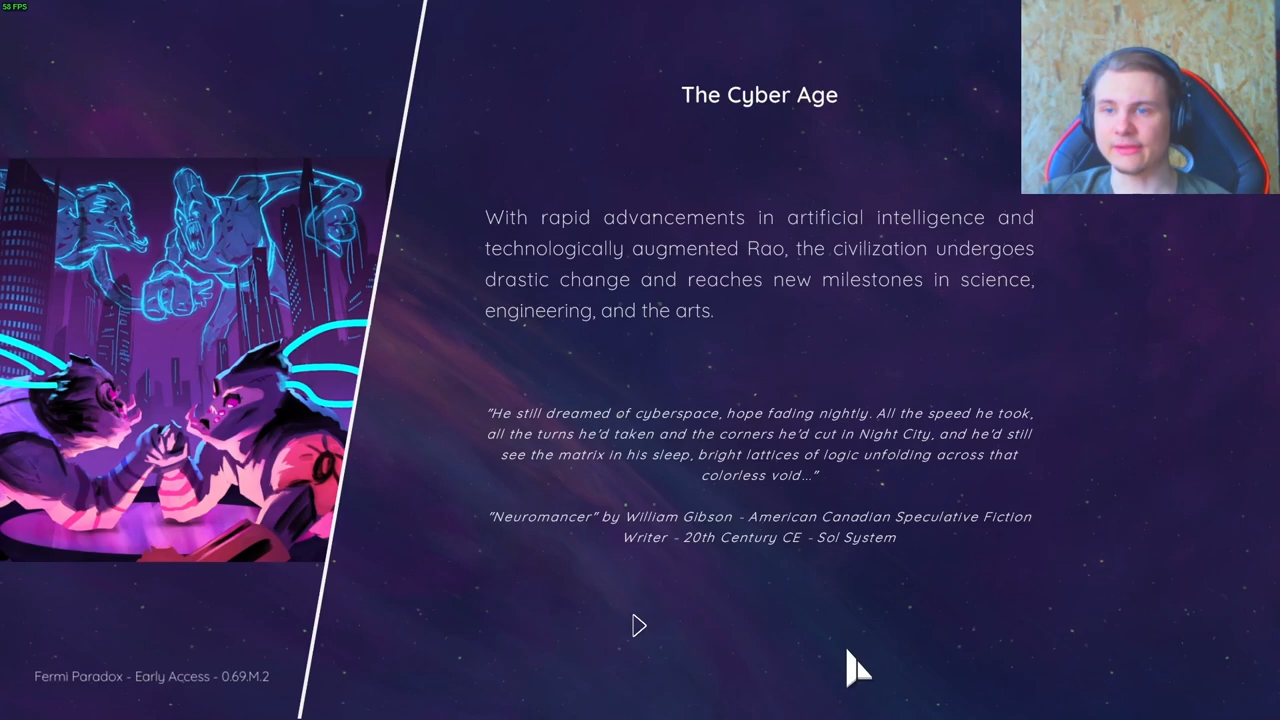 58 FPS
The Cyber Age
With rapid advancements in artificial intelligence and
technologically augmented Rao, the civilization undergoes
drastic change and reaches new milestones in science,
engineering, and the arts.
"He still dreamed of cyberspace, hope fading nightly. All the speed he took,
all the turns he'd taken and the corners he'd cut in Night City, and he'd still
see the matrix in his sleep, bright lattices of logic unfolding across that
colorless void..."
"Neuromancer" by William Gibson - American Canadian Speculative Fiction
Writer - 20th Century CE - Sol System
Fermi Paradox - Early Access - 0.69.M.2